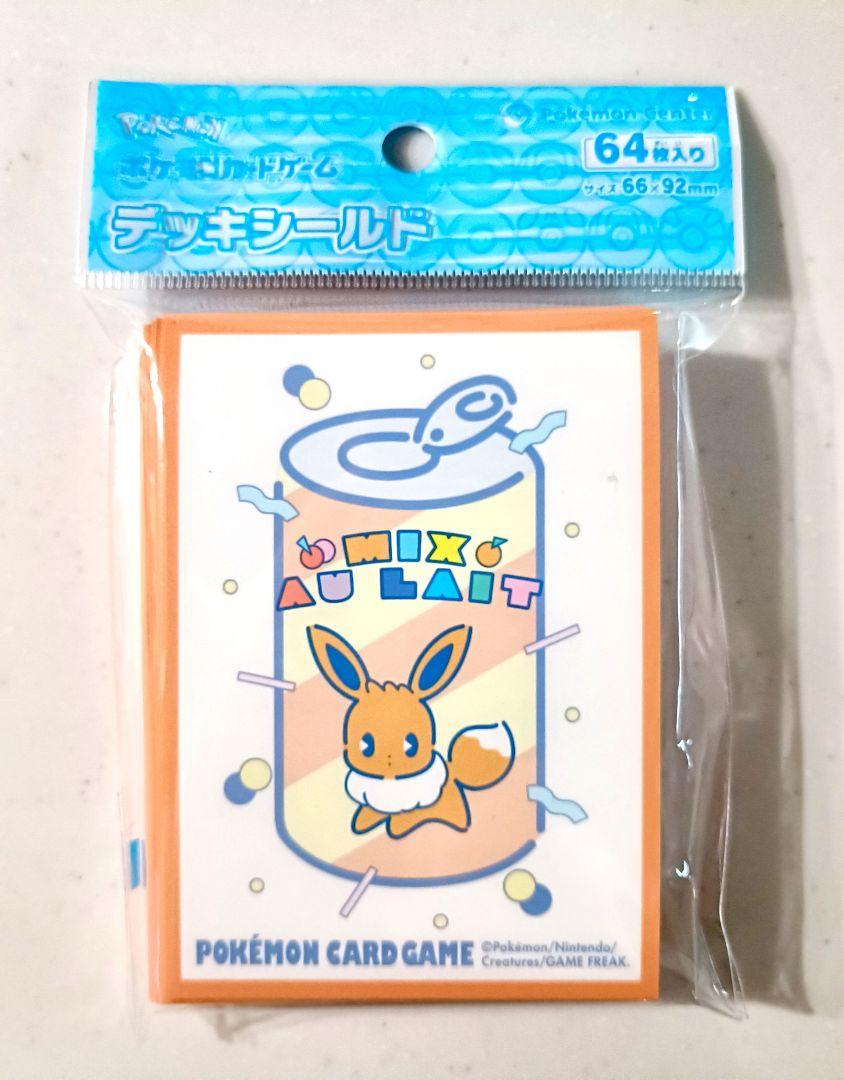 Pokémon
ポケモンカードゲーム
デッキシールド
Pokémon Center
64枚入り
サイズ 66×92mm
MIX
AU LAIT
POKÉMON CARD GAME
©Pokémon/Nintendo/
Creatures/GAME FREAK.